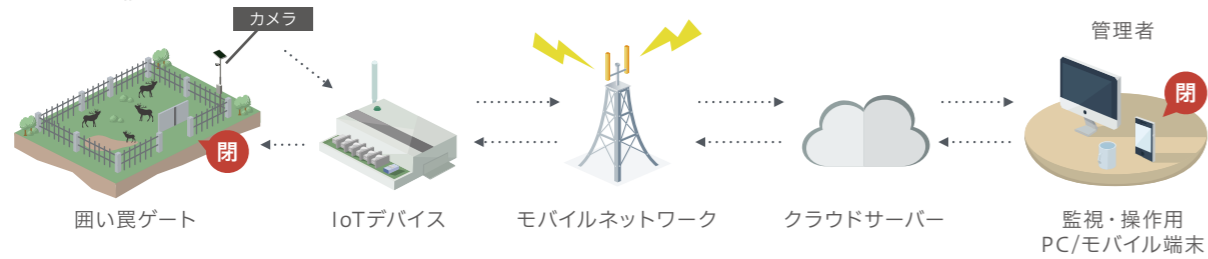 カメラ
管理者
閉
閉
囲い罠ゲート
IoTデバイス
モバイルネットワーク
クラウドサーバー
監視・操作用
PC/モバイル端末